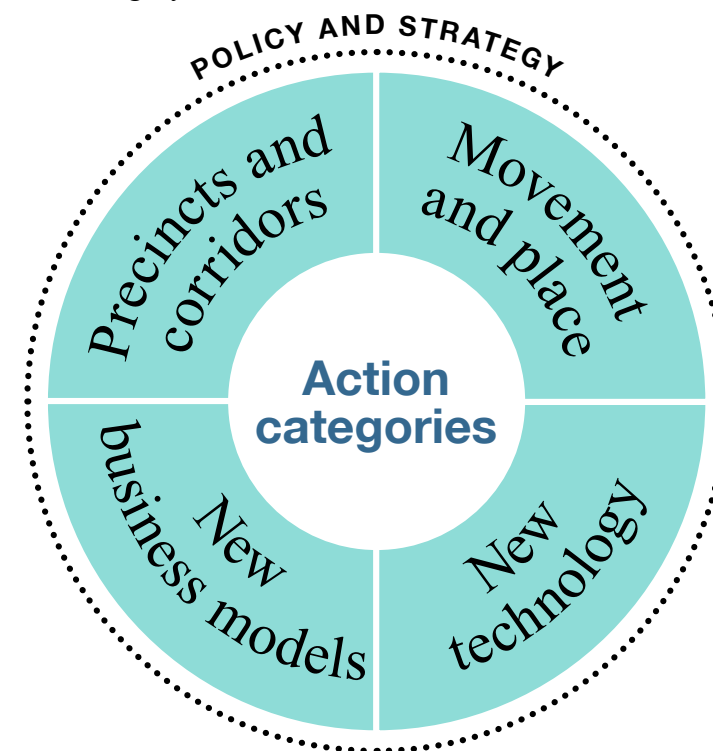 POLICY AND STRATEGY
Precincts and
corridors
Movement
and place
Action
categories
New
business models
New
technology